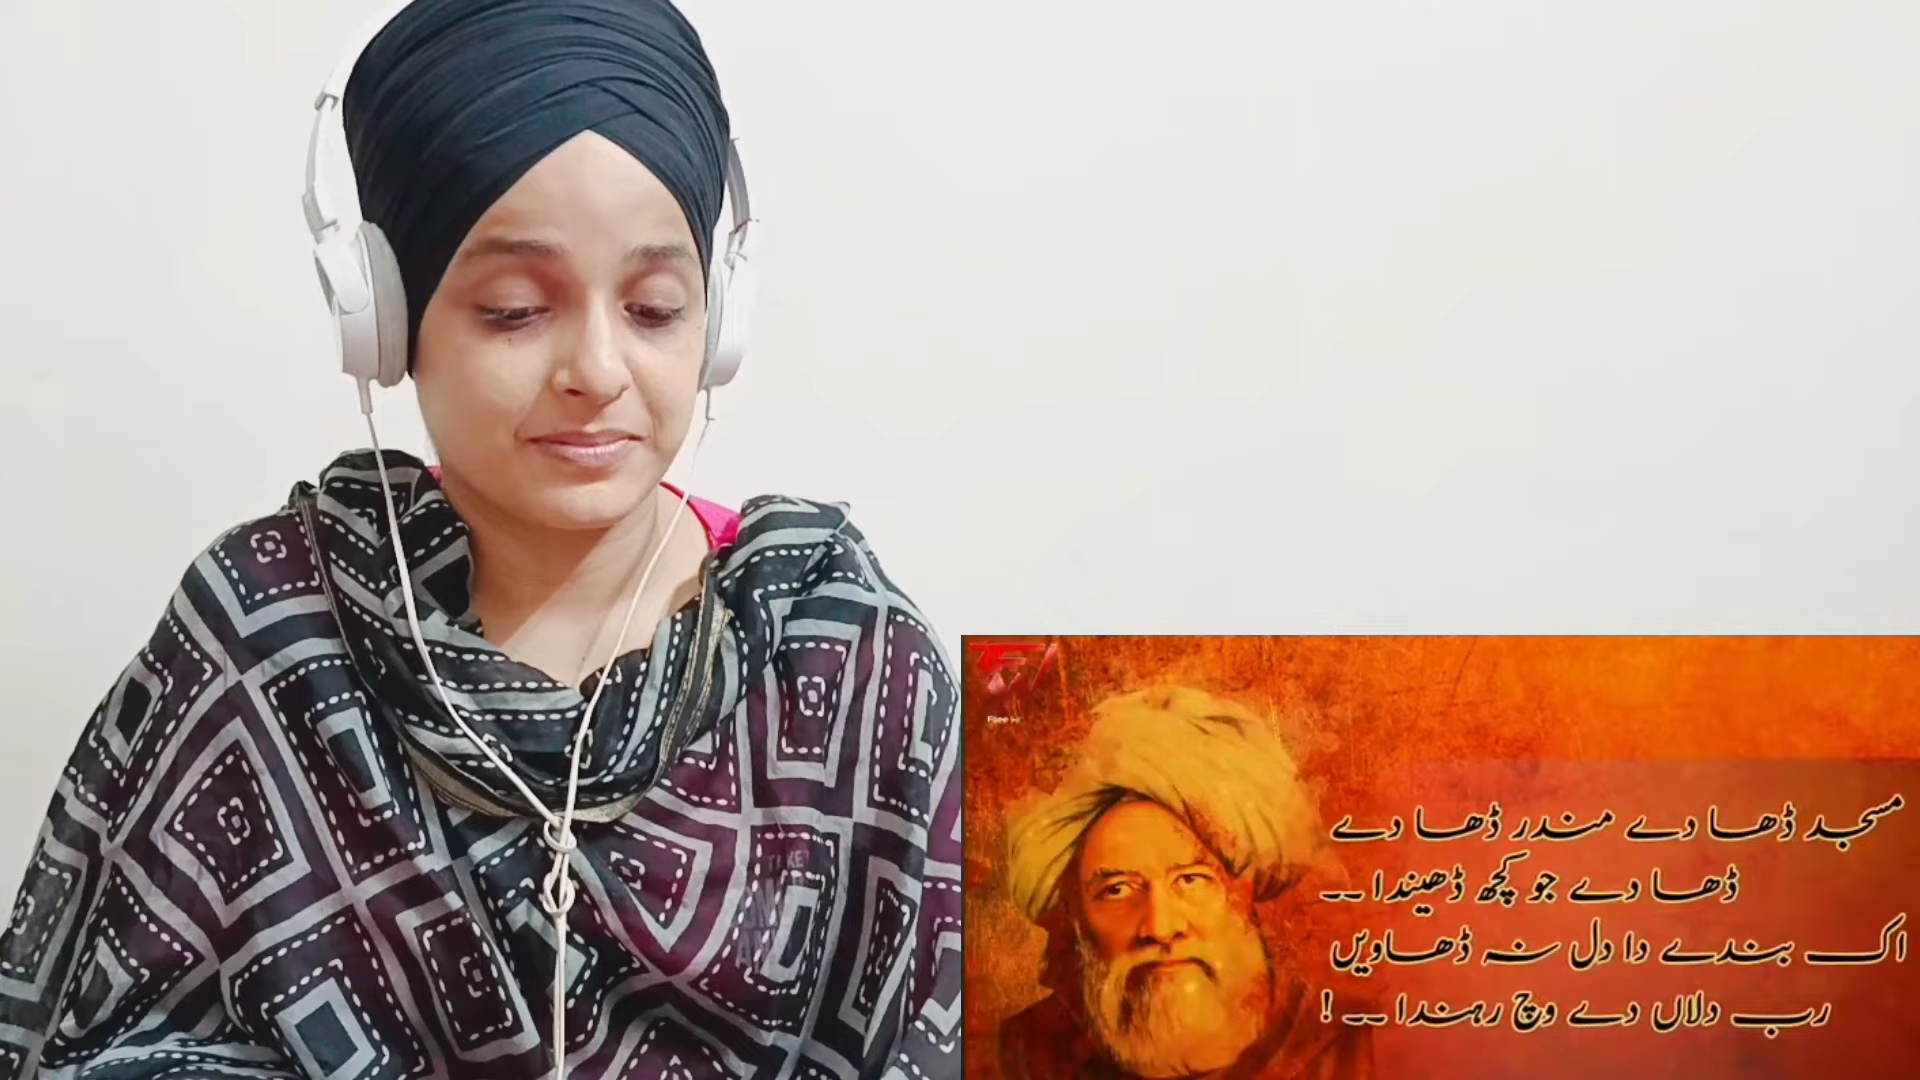 Free
مسجد ڈھا دے مندر ڈھا دے
ڈھا دے جو کچھ ڈھیندا ۔۔
اک بندے دا دل نہ ڈھاویں
رب دلاں دے وچ رہندا ۔۔ !